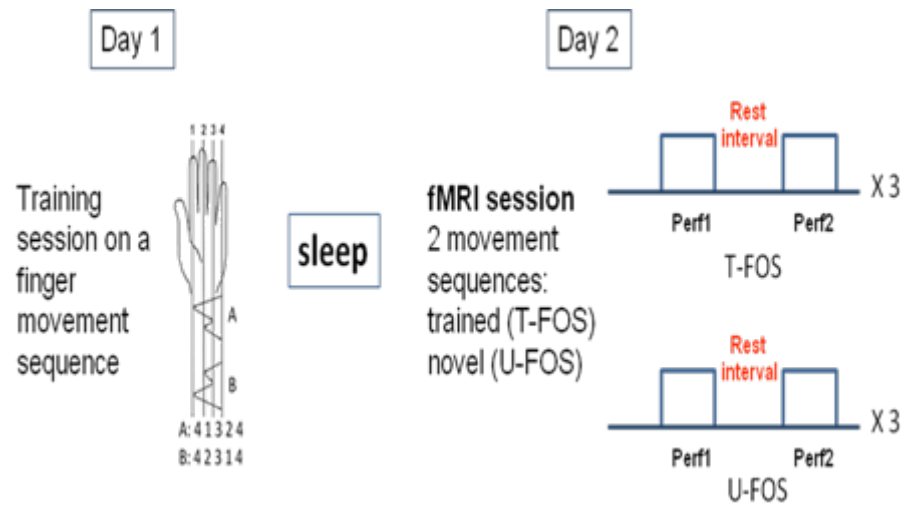 Day 1
Training
session on a
finger
movement
sequence
1 2 3 4
A
B
A: 4 1 3 2 4
B: 4 2 3 1 4
sleep
Day 2
fMRI session
2 movement
sequences:
trained (T-FOS)
novel (U-FOS)
Rest
interval
X 3
Perf1 Perf2
T-FOS
Rest
interval
X 3
Perf1 Perf2
U-FOS